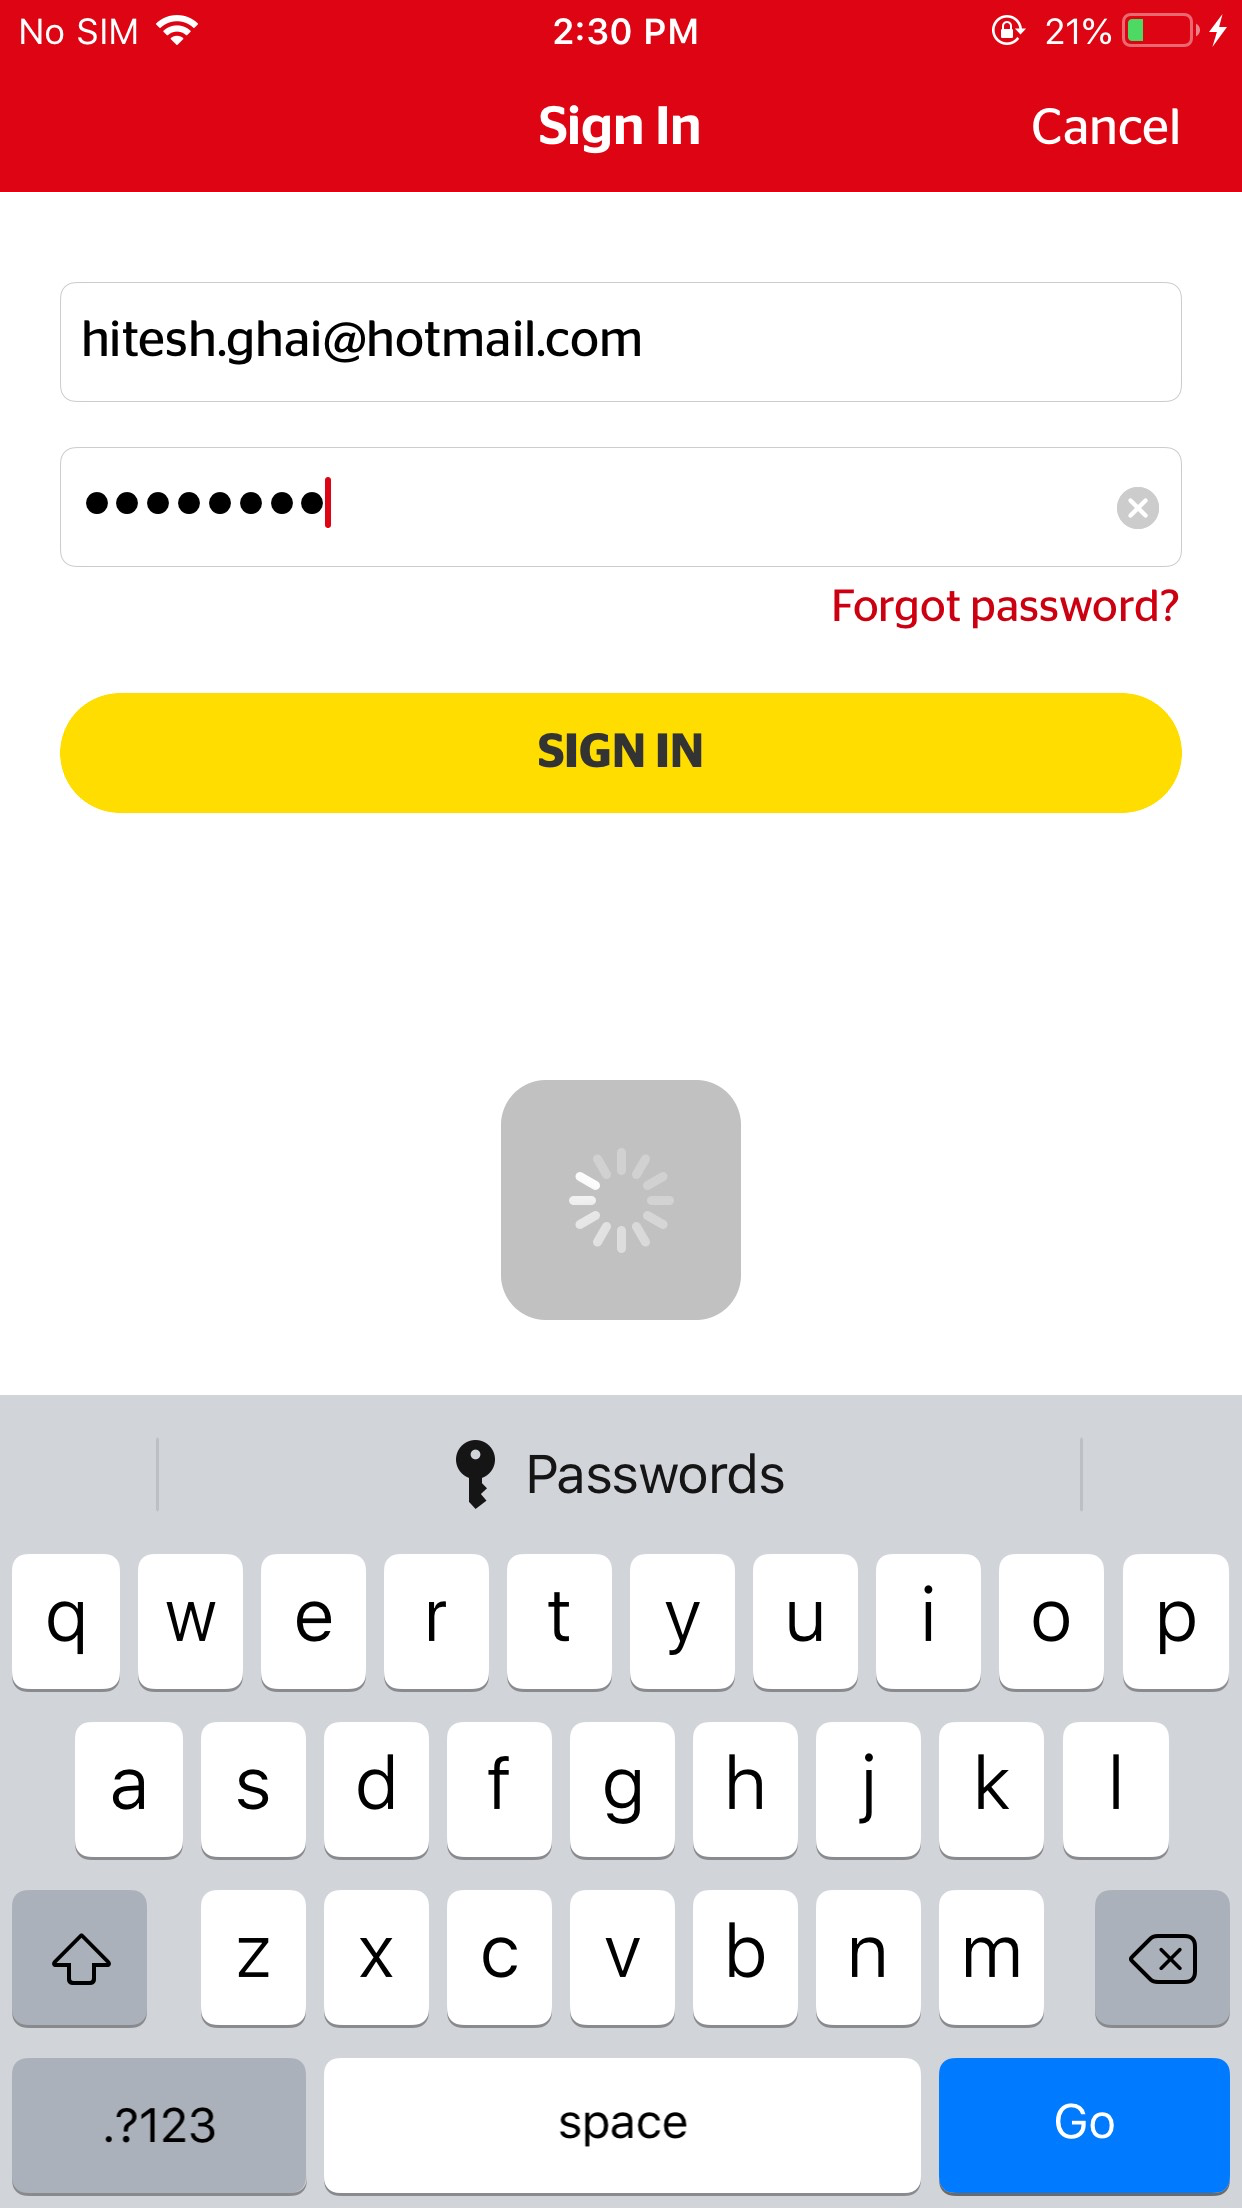 No SIM 2:30 PM 21%
Sign In Cancel
hitesh.ghai@hotmail.com
••••••••
Forgot password?
SIGN IN
Passwords
q w e r t y u i o p
a s d f g h j k l
z x c v b n m
.?123 space Go